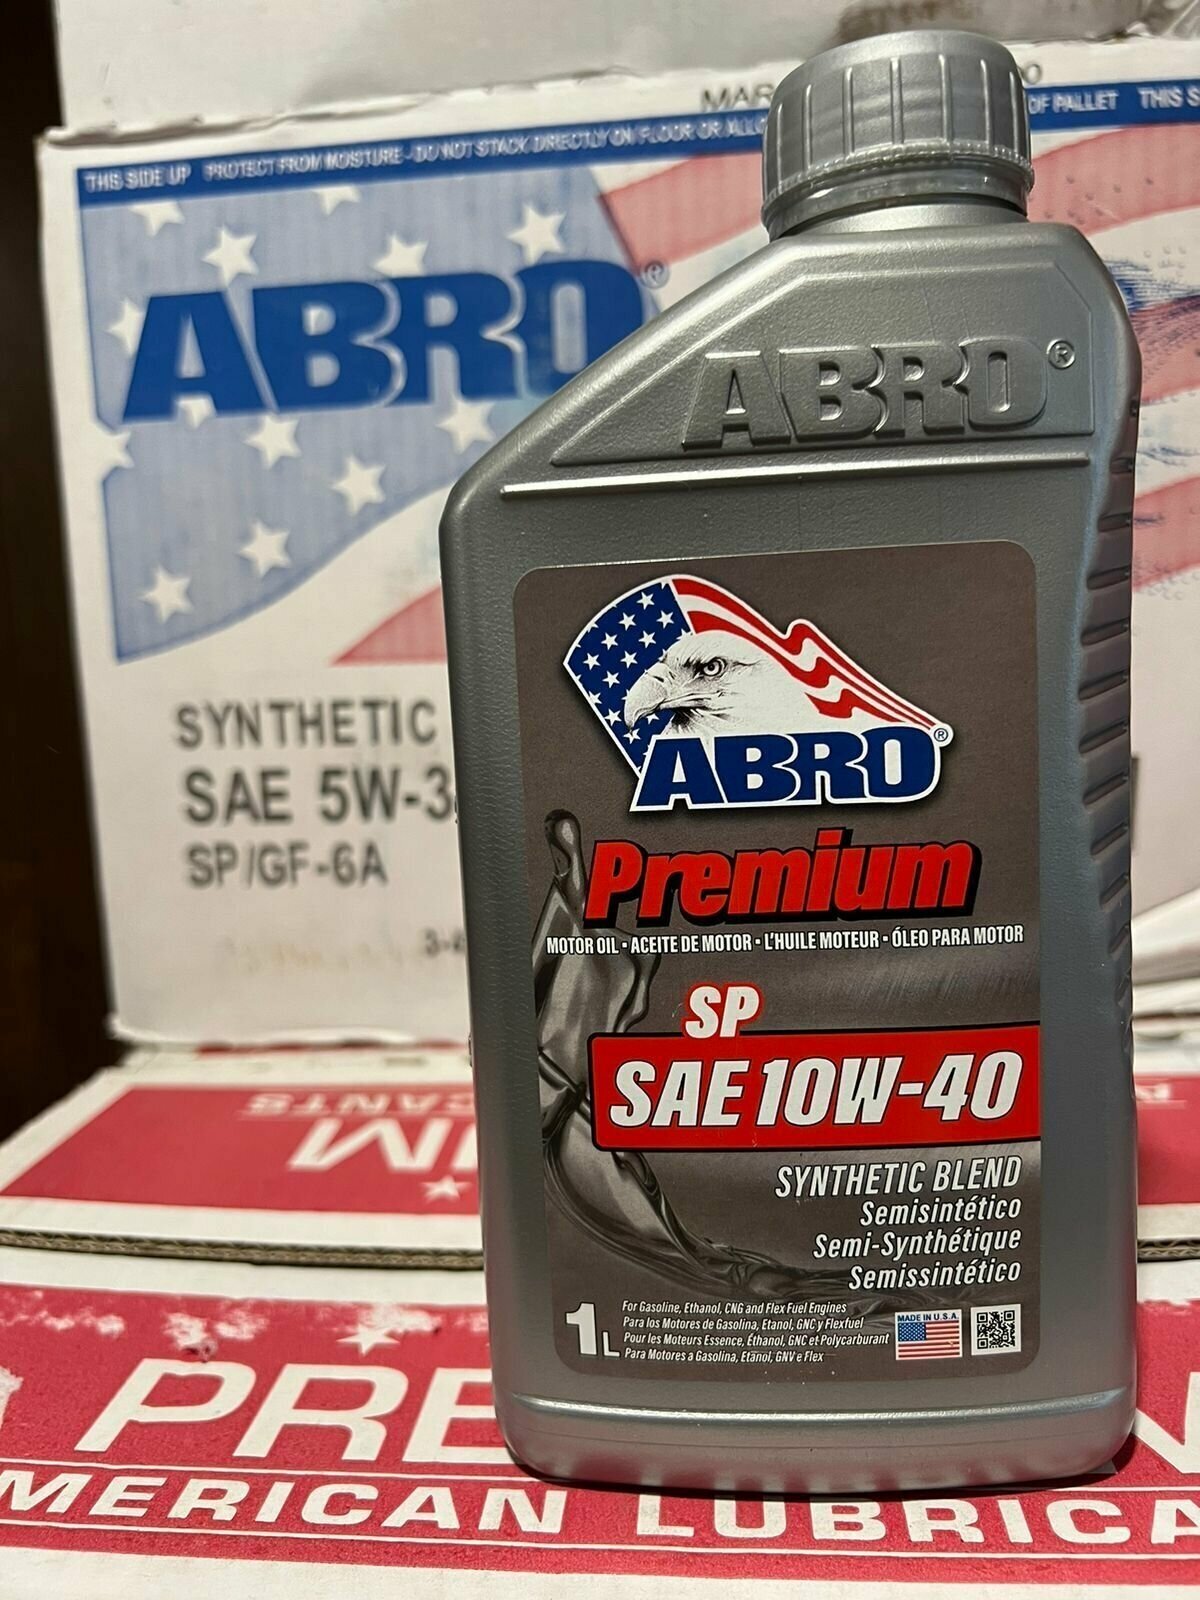 MAR
THIS SIDE UP PROTECT FROM MOISTURE - DO NOT STACK DIRECTLY ON FLOOR OR
OF PALLET THIS S
ABRO®
SYNTHETIC
SAE 5W-3
SP/GF-6A
ABRO®
ABRO®
Premium
MOTOR OIL • ACEITE DE MOTOR • L'HUILE MOTEUR • ÓLEO PARA MOTOR
SP
SAE 10W-40
SYNTHETIC BLEND
Semisintético
Semi-Synthétique
Semissintético
1L
For Gasoline, Ethanol, CNG and Flex Fuel Engines
Para los Motores de Gasolina, Etanol, GNC y Flexfuel
Pour les Moteurs Essence, Éthanol, GNC et Polycarburant
Para Motores a Gasolina, Etanol, GNV e Flex
MADE IN U.S.A.
IUM
CANTS
PRE
MERICAN LUBRICA